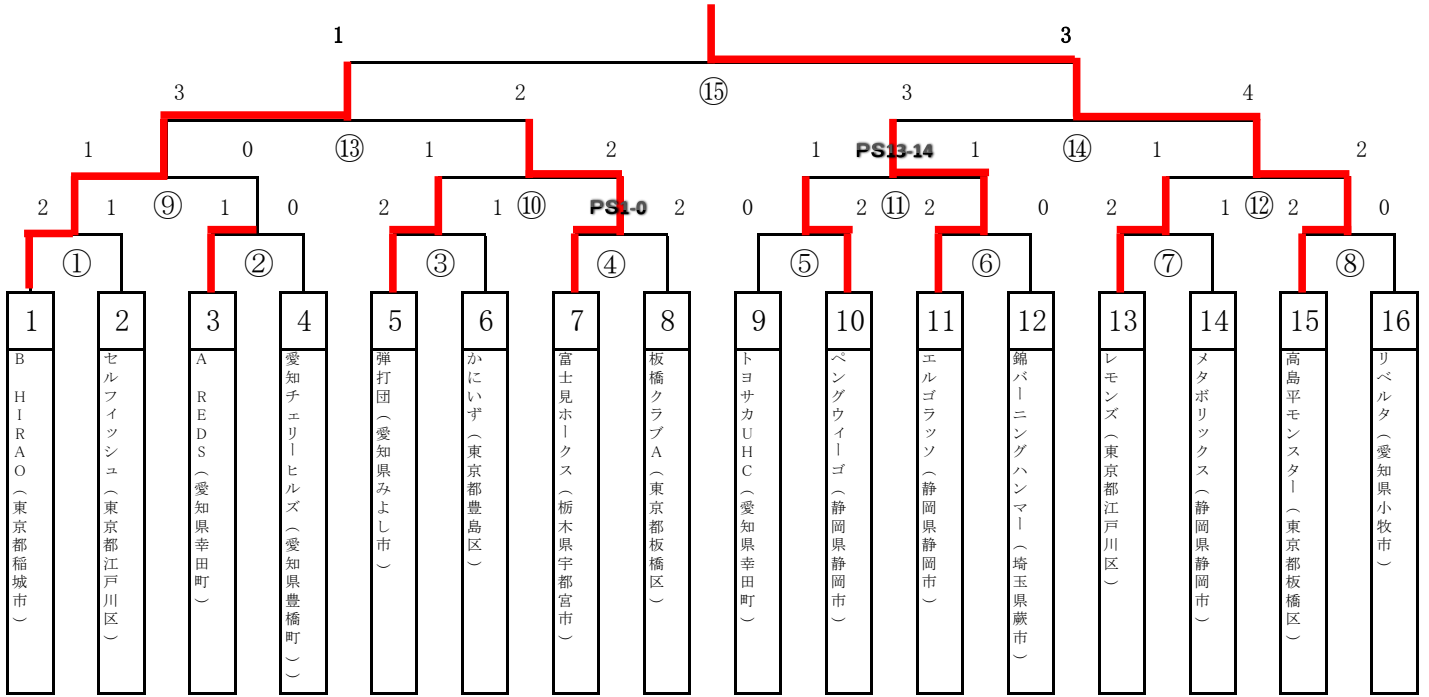 1 3
3 2 ⑮ 3 4
1 0 ⑬ 1 2 1 PS13-14 1 ⑭ 1 2
2 1 ⑨ 1 0 2 1 ⑩ PS1-0 2 0 2 ⑪ 2 0 2 1 ⑫ 2 0
① ② ③ ④ ⑤ ⑥ ⑦ ⑧
1 2 3 4 5 6 7 8 9 10 11 12 13 14 15 16
B HIRAO（東京都稲城市）
セルフィッシュ（東京都江戸川区）
A REDS（愛知県幸田町）
愛知チェリーヒルズ（愛知県豊橋町））
弾打団（愛知県みよし市）
かにいず（東京都豊島区）
富士見ホークス（栃木県宇都宮市）
板橋クラブA（東京都板橋区）
トヨサカUHC（愛知県幸田町）
ペングウィーゴ（静岡県静岡市）
エルゴラッソ（静岡県静岡市）
錦バーニングハンマー（埼玉県蕨市）
レモンズ（東京都江戸川区）
メタボリックス（静岡県静岡市）
高島平モンスター（東京都板橋区）
リベルタ（愛知県小牧市）